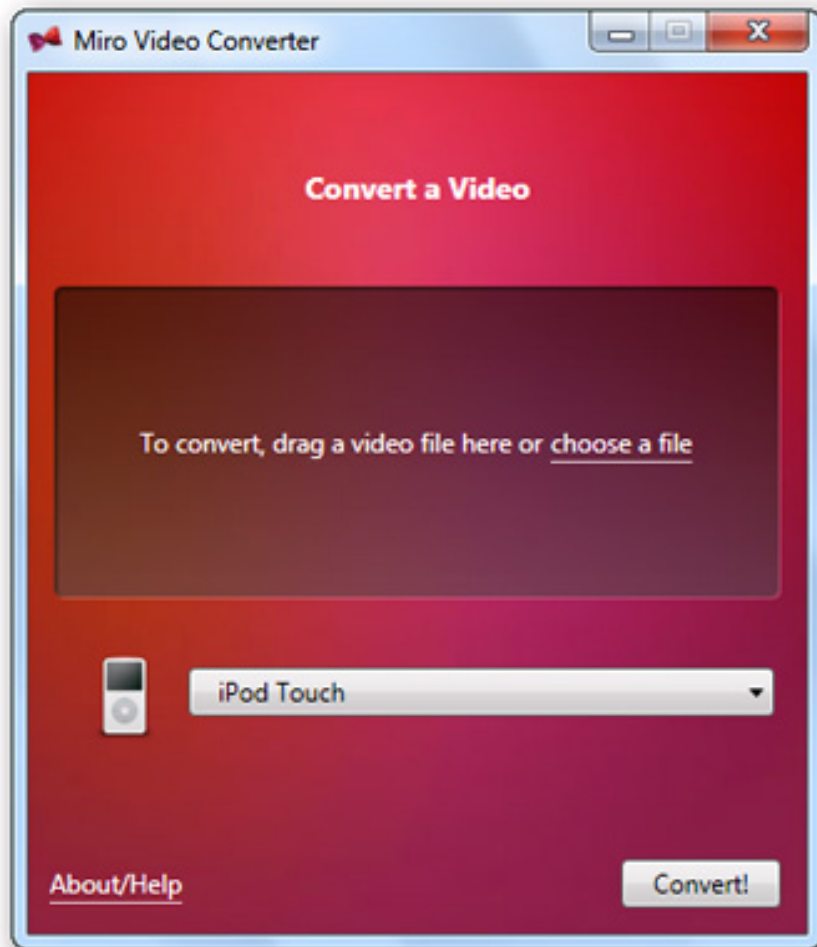 Miro Video Converter
Convert a Video
To convert, drag a video file here or choose a file
iPod Touch
About/Help
Convert!